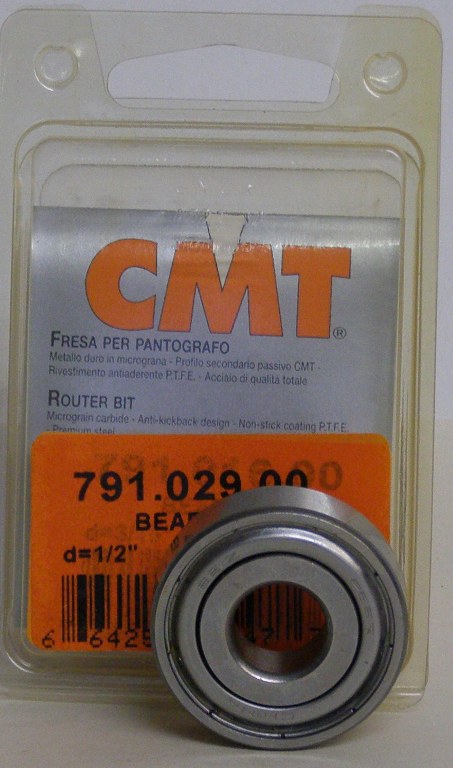 CMT®
FRESA PER PANTOGRAFO
Metallo duro in micrograna - Profilo secondario passivo CMT -
Rivestimento antiaderente P.T.F.E. - Acciaio di qualità totale
ROUTER BIT
Micrograin carbide - Anti-kickback design - Non-stick coating P.T.F.E.
- Premium steel
791.029.00
d=1/2"